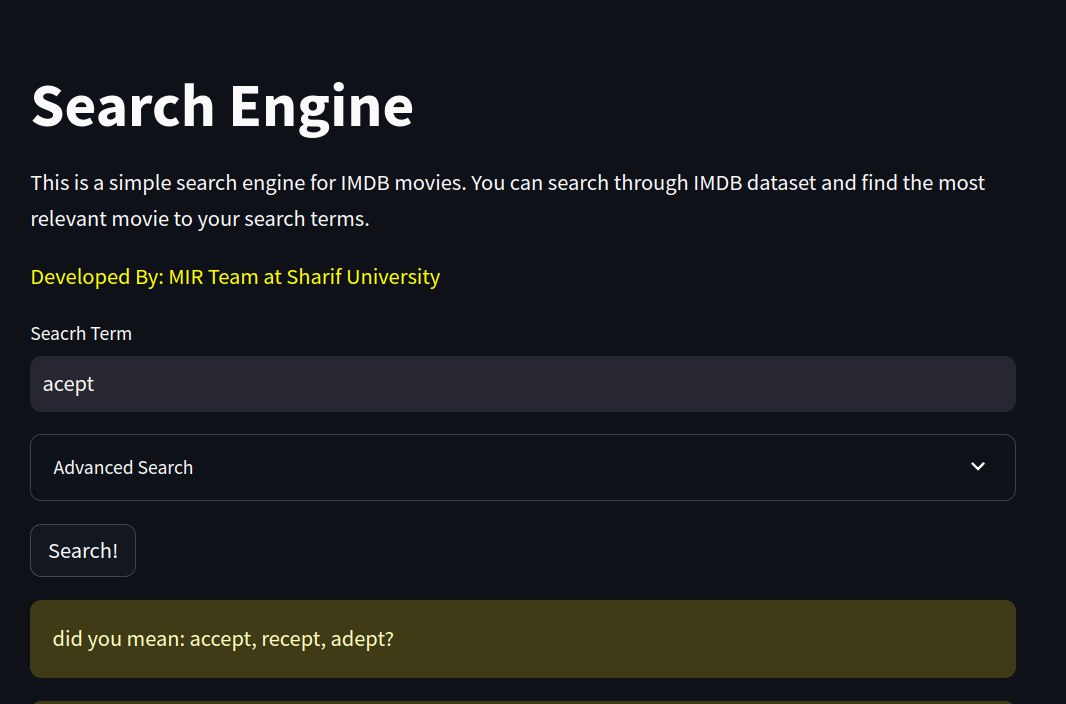 Search Engine
This is a simple search engine for IMDB movies. You can search through IMDB dataset and find the most
relevant movie to your search terms.
Developed By: MIR Team at Sharif University
Seacrh Term
acept
Advanced Search
Search!
did you mean: accept, recept, adept?